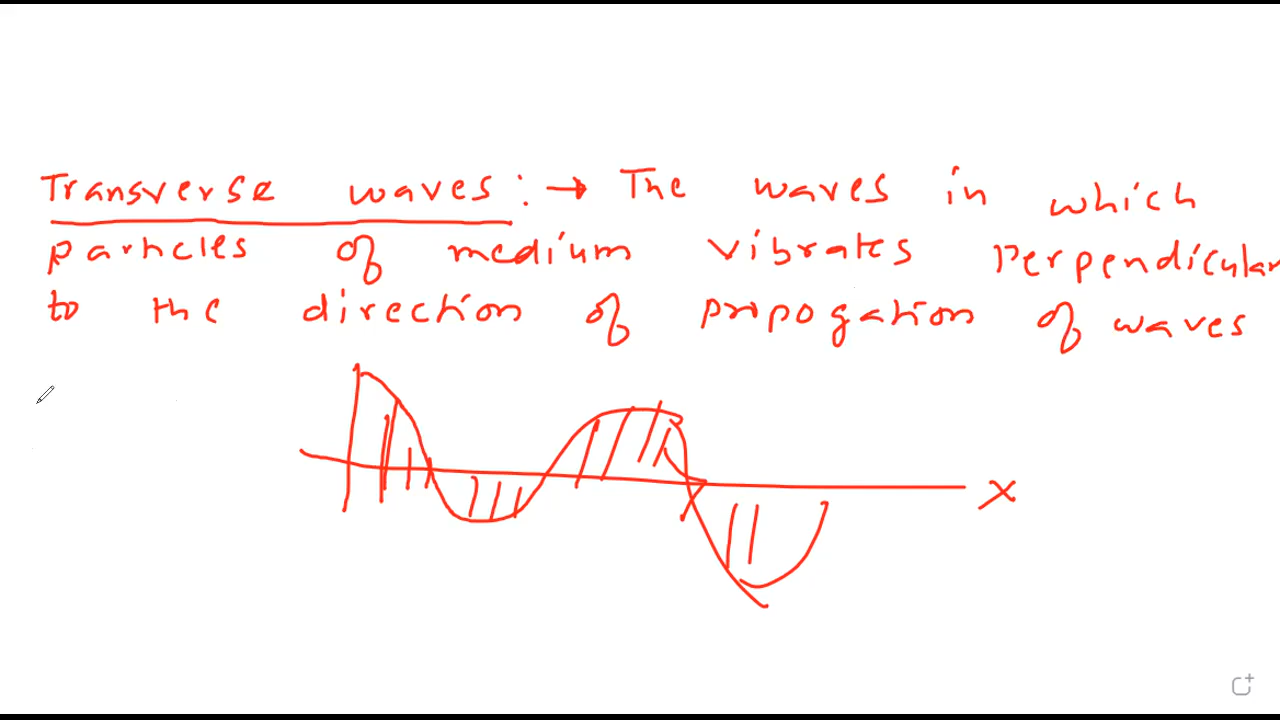 Transverse waves: → The waves in which
particles of medium vibrates perpendicular
to the direction of propogation of waves
X